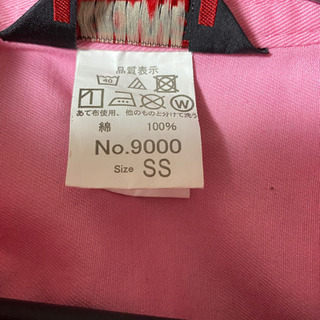 品質表示
40
W
あて布使用、他のものと分けて洗う
綿 100%
No.9000
Size SS